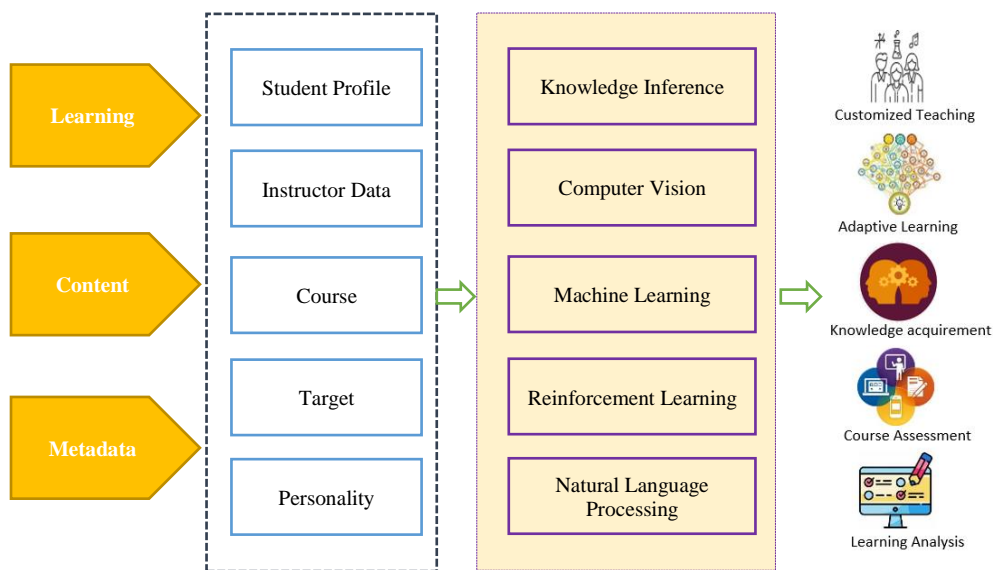 Learning
Content
Metadata
Student Profile
Instructor Data
Course
Target
Personality
Knowledge Inference
Computer Vision
Machine Learning
Reinforcement Learning
Natural Language
Processing
Customized Teaching
Adaptive Learning
Knowledge acquirement
Course Assessment
Learning Analysis